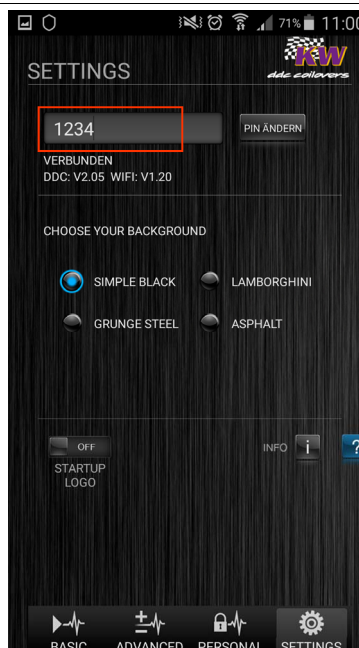 71% 11:00
KW
ddc coilovers
SETTINGS
1234
PIN ÄNDERN
VERBUNDEN
DDC: V2.05 WIFI: V1.20
CHOOSE YOUR BACKGROUND
SIMPLE BLACK
LAMBORGHINI
GRUNGE STEEL
ASPHALT
OFF
INFO i ?
STARTUP
LOGO
BASIC ADVANCED PERSONAL SETTINGS